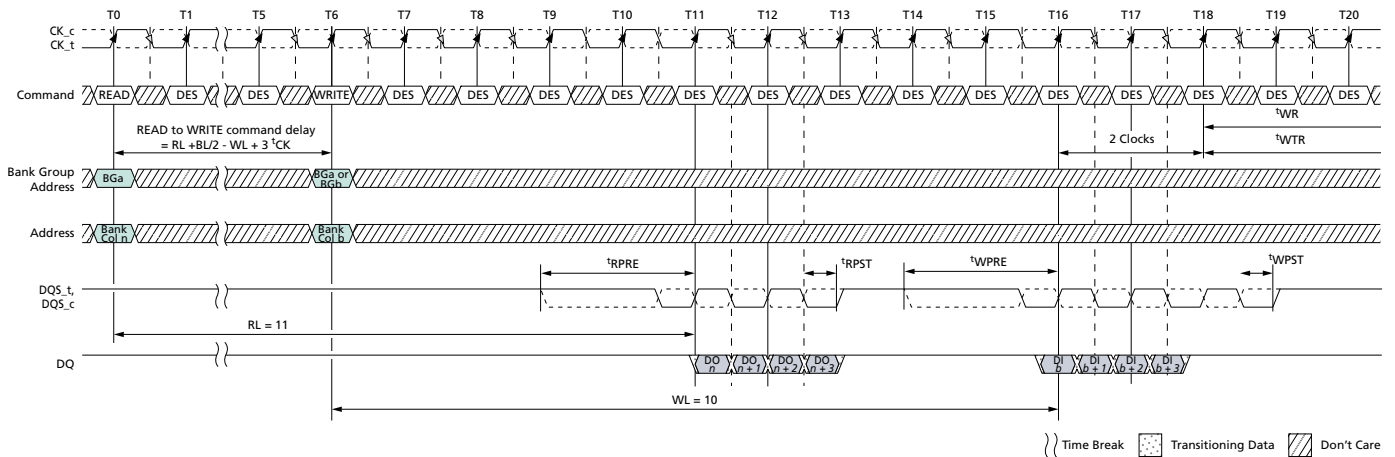 T0 T1 T5 T6 T7 T8 T9 T10 T11 T12 T13 T14 T15 T16 T17 T18 T19 T20
CK_c
CK_t
Command READ DES DES WRITE DES DES DES DES DES DES DES DES DES DES DES DES DES DES
tWR
READ to WRITE command delay
= RL +BL/2 - WL + 3 tCK
2 Clocks
tWTR
Bank Group
Address
BGa
BGa or
BGb
Address
Bank
Col n
Bank
Col b
tRPRE tRPST tWPRE tWPST
DQS_t,
DQS_c
RL = 11
DQ
DO
n
DO
n + 1
DO
n + 2
DO
n + 3
DI
b
DI
b + 1
DI
b + 2
DI
b + 3
WL = 10
Time Break Transitioning Data Don't Care